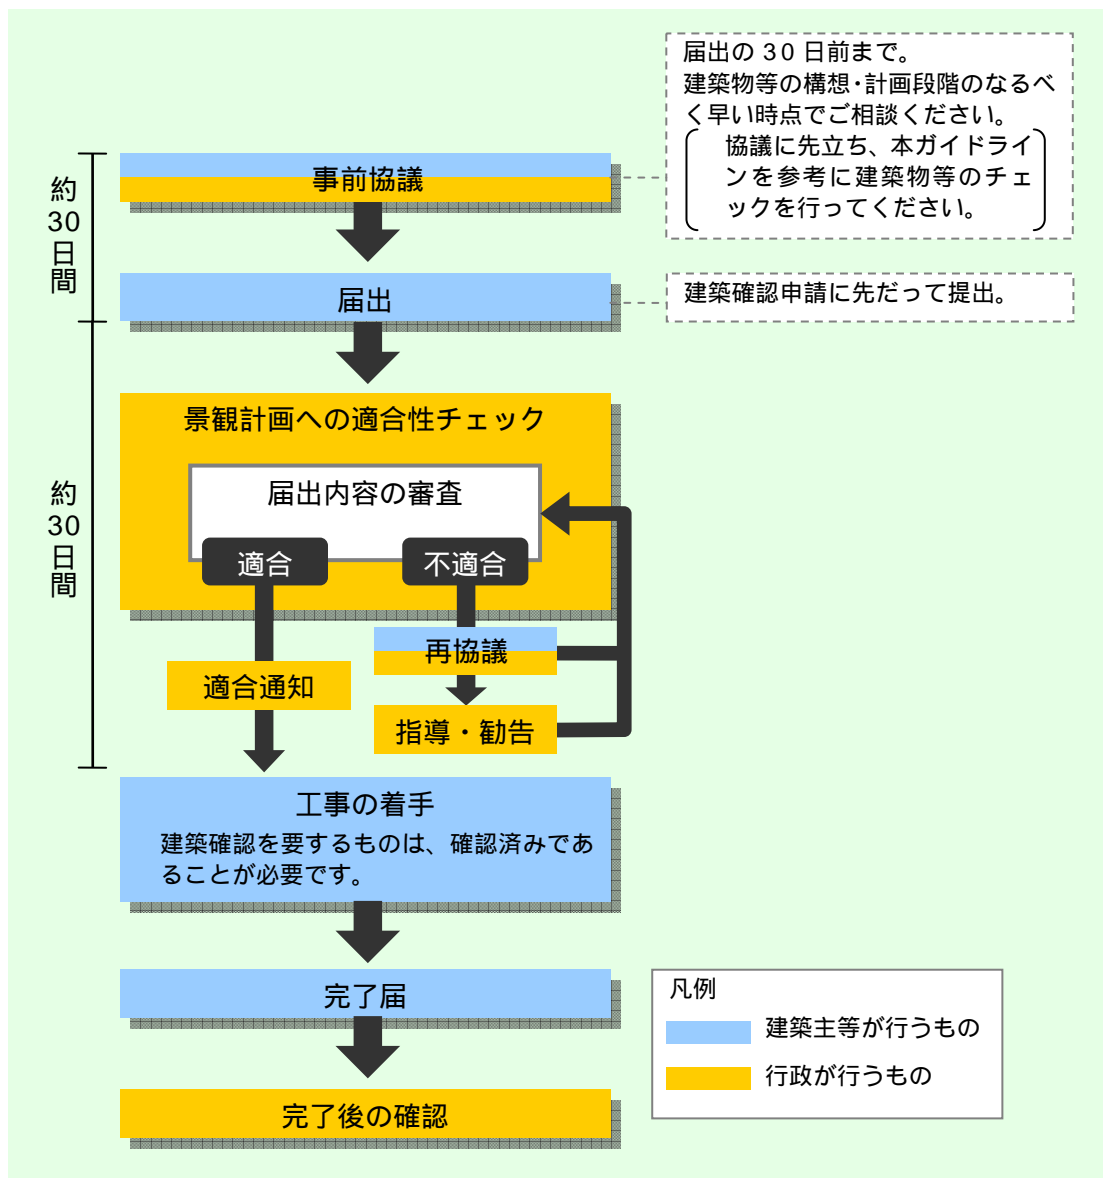 届出の 30 日前まで。
建築物等の構想・計画段階のなるべ
く早い時点でご相談ください。
協議に先立ち、本ガイドライ
ンを参考に建築物等のチェ
ックを行ってください。
約30日間
事前協議
届出
建築確認申請に先だって提出。
約30日間
景観計画への適合性チェック
届出内容の審査
適合
不適合
再協議
適合通知
指導・勧告
工事の着手
建築確認を要するものは、確認済みであ
ることが必要です。
完了届
完了後の確認
凡例
建築主等が行うもの
行政が行うもの